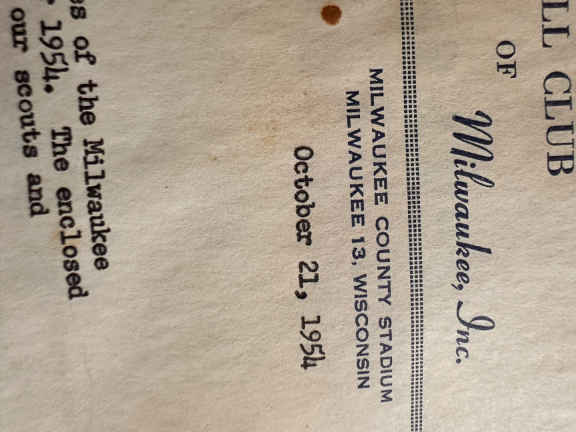 LL CLUB
OF
Milwaukee, Inc.
MILWAUKEE COUNTY STADIUM
MILWAUKEE 13, WISCONSIN
October 21, 1954
of the Milwaukee
1954. The enclosed
our scouts and